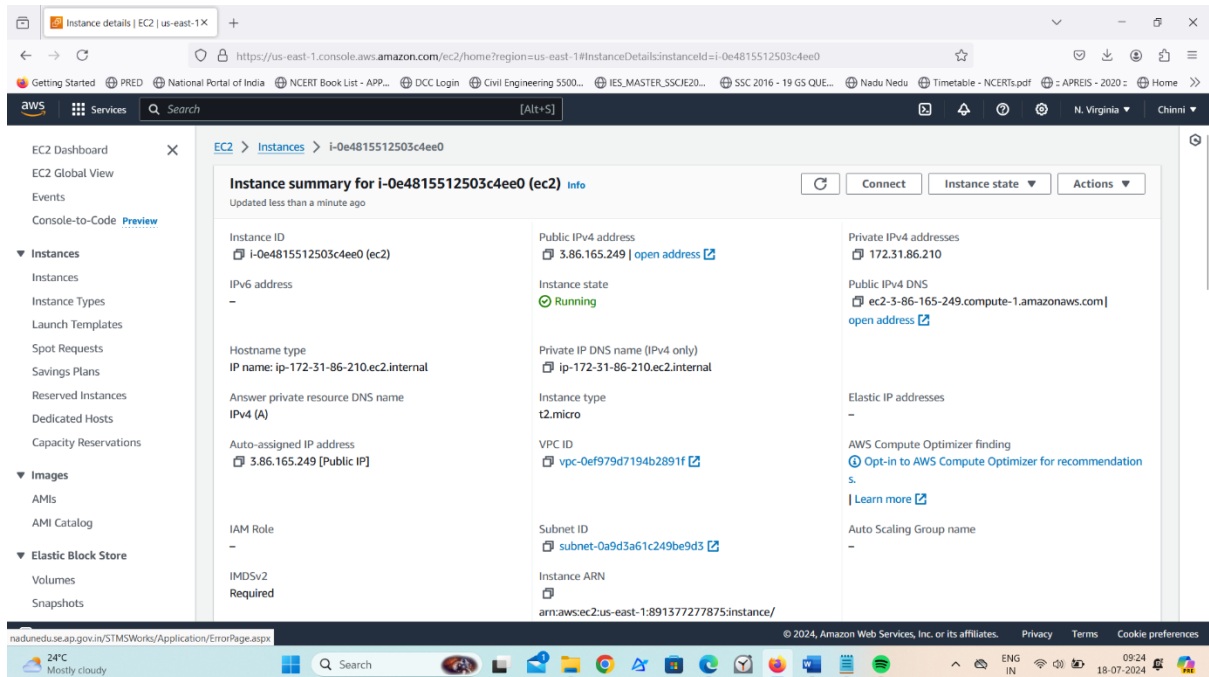 Instance details | EC2 | us-east-1
https://us-east-1.console.aws.amazon.com/ec2/home?region=us-east-1#InstanceDetails:instanceId=i-0e4815512503c4ee0
Getting Started PRED National Portal of India NCERT Book List - APP... DCC Login Civil Engineering 5500... IES_MASTER_SSCJE20... SSC 2016 - 19 GS QUE... Nadu Nedu Timetable - NCERTs.pdf :: APREIS - 2020 :: Home
aws Services Search [Alt+S] N. Virginia Chinni
EC2 Dashboard
EC2 Global View
Events
Console-to-Code Preview
Instances
Instances
Instance Types
Launch Templates
Spot Requests
Savings Plans
Reserved Instances
Dedicated Hosts
Capacity Reservations
Images
AMIs
AMI Catalog
Elastic Block Store
Volumes
Snapshots
EC2 > Instances > i-0e4815512503c4ee0
Instance summary for i-0e4815512503c4ee0 (ec2) Info
Updated less than a minute ago
Connect Instance state Actions
Instance ID
i-0e4815512503c4ee0 (ec2)
Public IPv4 address
3.86.165.249 | open address
Private IPv4 addresses
172.31.86.210
IPv6 address
–
Instance state
Running
Public IPv4 DNS
ec2-3-86-165-249.compute-1.amazonaws.com |
open address
Hostname type
IP name: ip-172-31-86-210.ec2.internal
Private IP DNS name (IPv4 only)
ip-172-31-86-210.ec2.internal
Answer private resource DNS name
IPv4 (A)
Instance type
t2.micro
Elastic IP addresses
–
Auto-assigned IP address
3.86.165.249 [Public IP]
VPC ID
vpc-0ef979d7194b2891f
AWS Compute Optimizer finding
Opt-in to AWS Compute Optimizer for recommendation
s.
| Learn more
IAM Role
–
Subnet ID
subnet-0a9d3a61c249be9d3
Auto Scaling Group name
–
IMDSv2
Required
Instance ARN
arn:aws:ec2:us-east-1:891377277875:instance/
nadunedu.se.ap.gov.in/STMSWorks/Application/ErrorPage.aspx
© 2024, Amazon Web Services, Inc. or its affiliates. Privacy Terms Cookie preferences
24°C
Mostly cloudy
Search
ENG
IN
09:24
18-07-2024
PRE